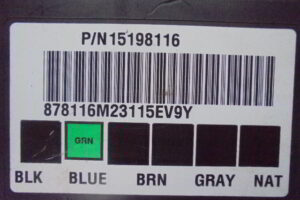 P/N15198116
878116M23115EV9Y
GRN
BLK BLUE BRN GRAY NAT